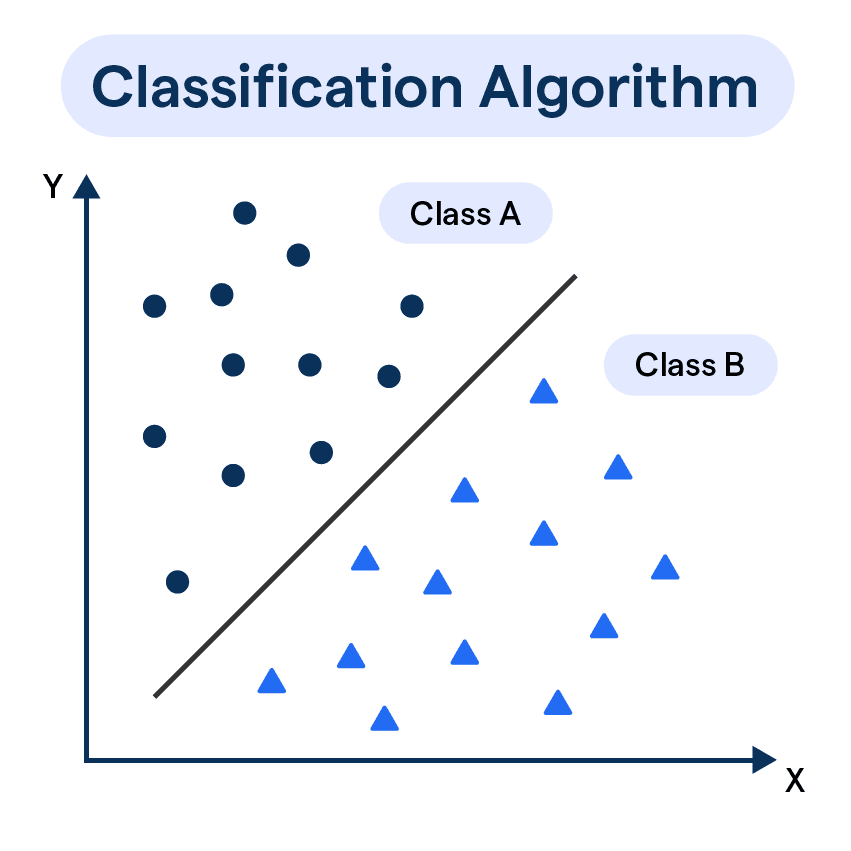 Classification Algorithm
Y
Class A
Class B
X